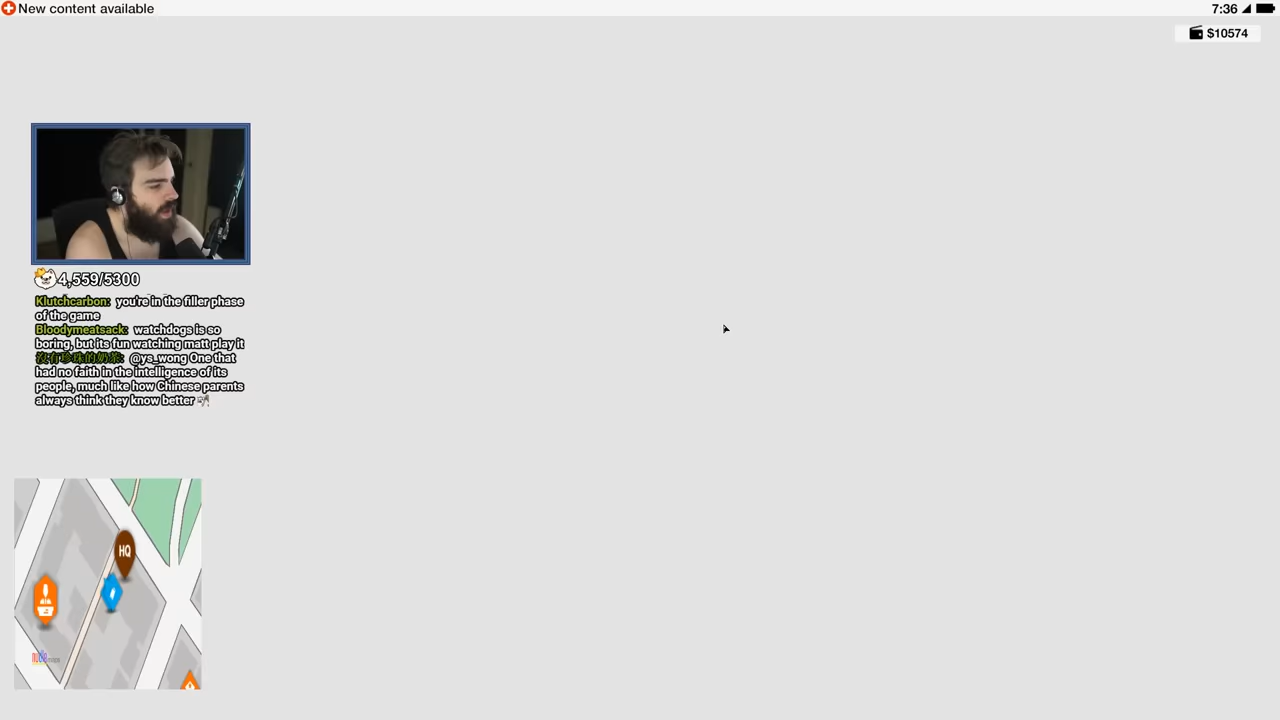 New content available
7:36
$10574
4,559/5300
Klutchcarbon: you're in the filler phase
of the game
Bloodymeatsack: watchdogs is so
boring, but its fun watching matt play it
沒有珍珠的奶茶: @ys_wong One that
had no faith in the intelligence of its
people, much like how Chinese parents
always think they know better
HQ
nudle